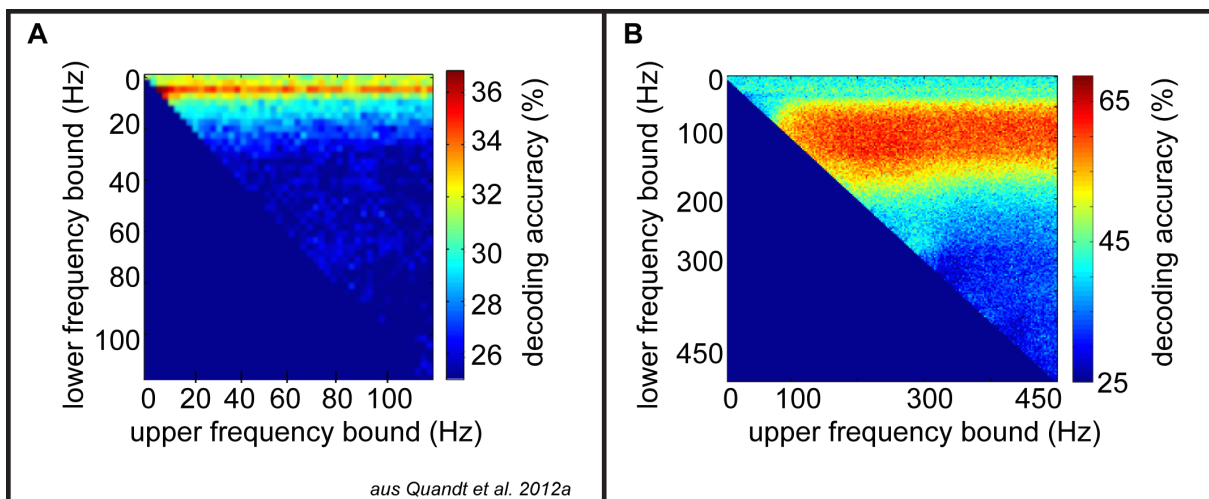 A
lower frequency bound (Hz)
0
20
40
60
80
100
0 20 40 60 80 100
upper frequency bound (Hz)
36
34
32
30
28
26
decoding accuracy (%)
aus Quandt et al. 2012a
B
lower frequency bound (Hz)
0
100
200
300
450
0 100 300 450
upper frequency bound (Hz)
65
45
25
decoding accuracy (%)